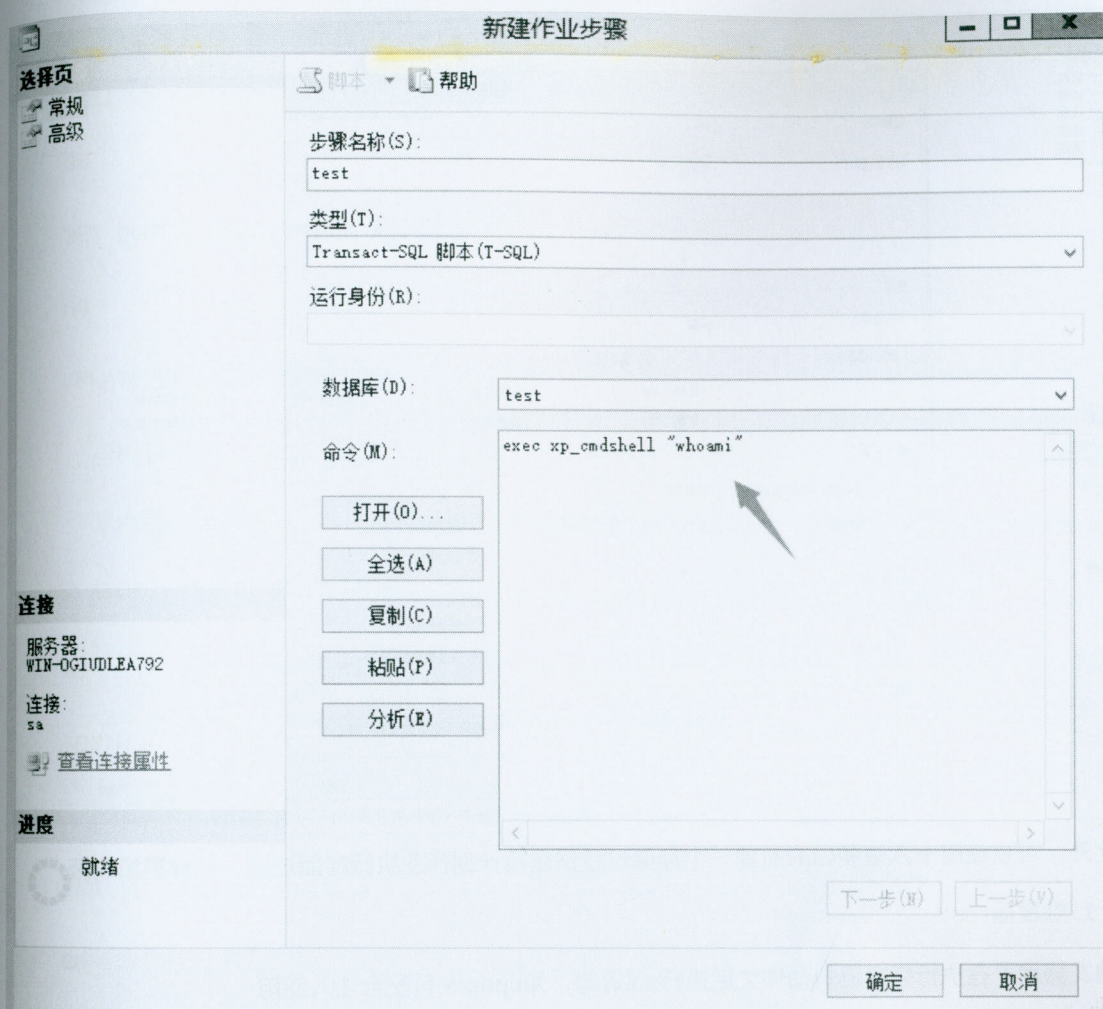 新建作业步骤
选择页
常规
高级
脚本
帮助
步骤名称(S):
test
类型(T):
Transact-SQL 脚本(T-SQL)
运行身份(R):
数据库(D):
test
命令(M):
exec xp_cmdshell "whoami"
打开(O)...
全选(A)
复制(C)
粘贴(P)
分析(E)
连接
服务器:
WIN-OGIUDLEA792
连接:
sa
查看连接属性
进度
就绪
下一步(N)
上一步(V)
确定
取消